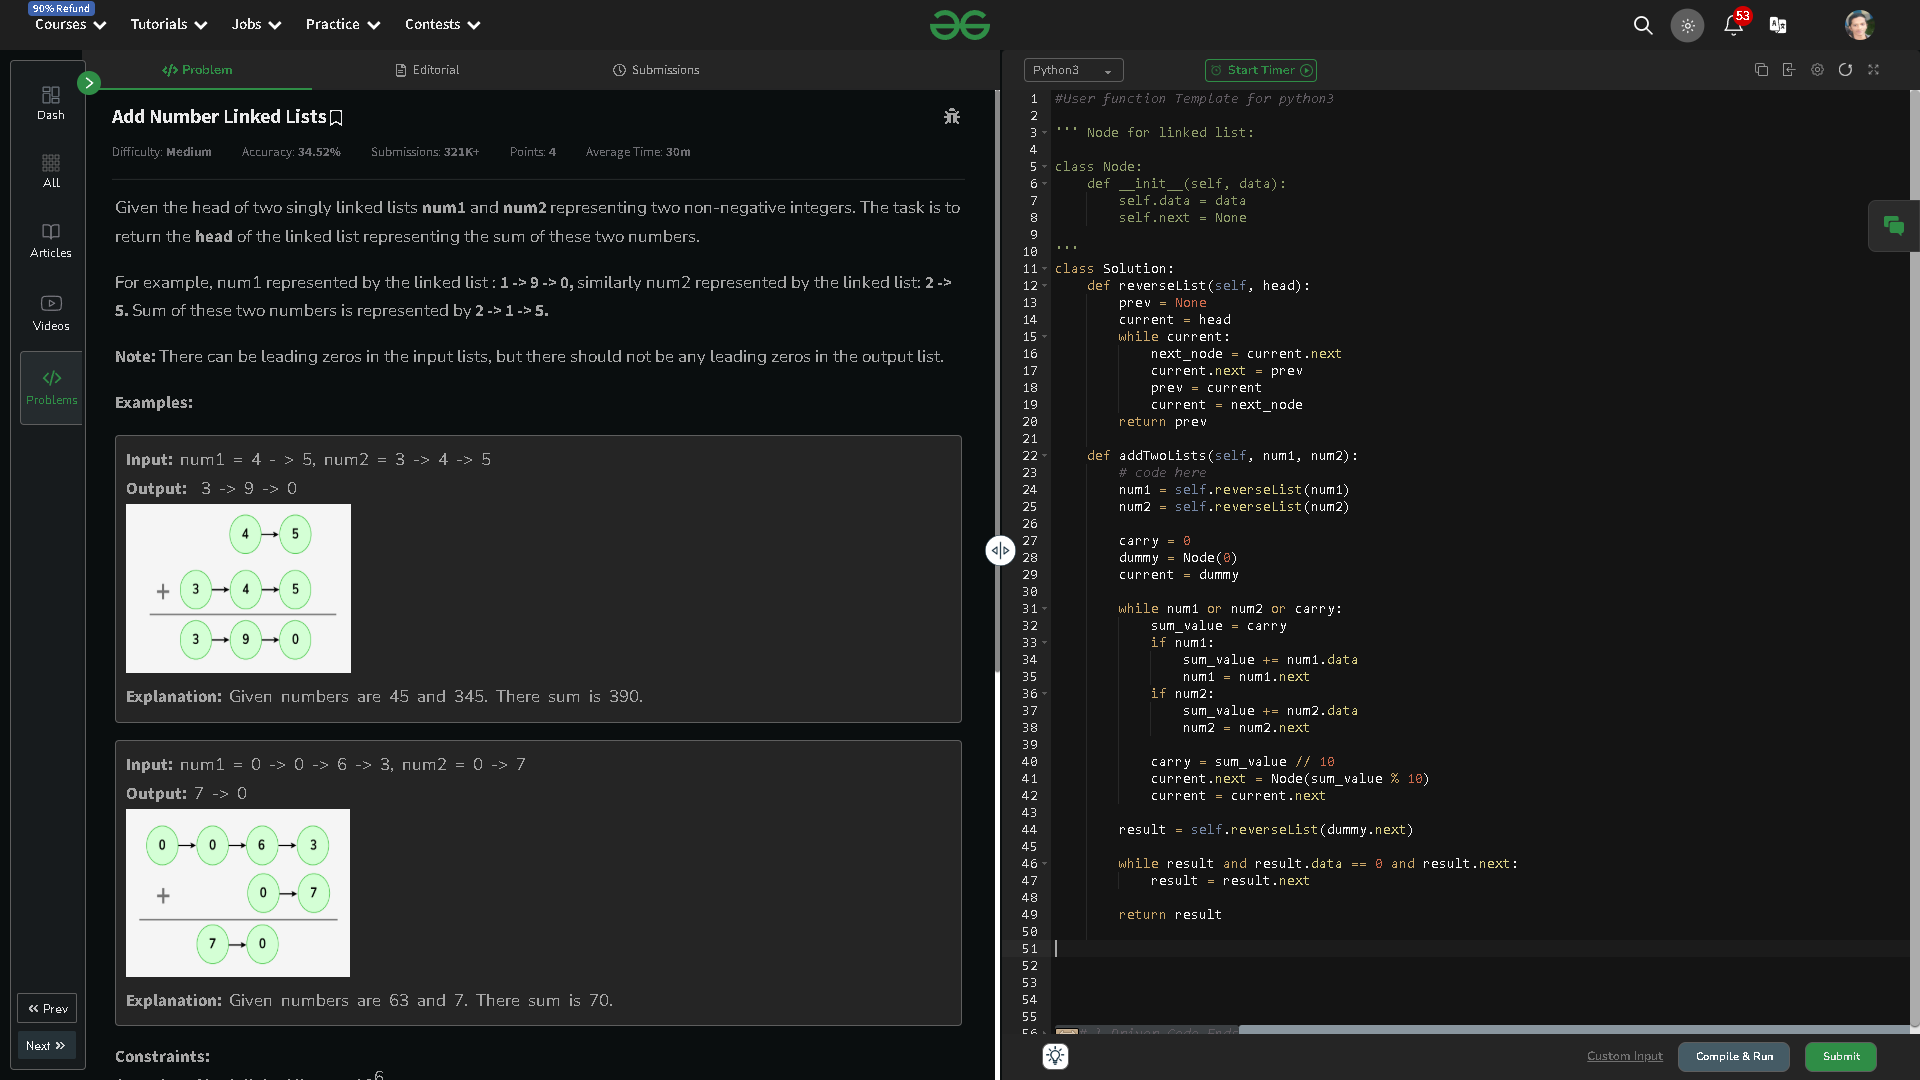 90% Refund
Courses
Tutorials
Jobs
Practice
Contests
53
Dash
All
Articles
Videos
Problems
Prev
Next
Problem
Editorial
Submissions
Add Number Linked Lists
Difficulty: Medium Accuracy: 34.52% Submissions: 321K+ Points: 4 Average Time: 30m
Given the head of two singly linked lists num1 and num2 representing two non-negative integers. The task is to
return the head of the linked list representing the sum of these two numbers.
For example, num1 represented by the linked list : 1 -> 9 -> 0, similarly num2 represented by the linked list: 2 ->
5. Sum of these two numbers is represented by 2 -> 1 -> 5.
Note: There can be leading zeros in the input lists, but there should not be any leading zeros in the output list.
Examples:
Input: num1 = 4 - > 5, num2 = 3 -> 4 -> 5
Output: 3 -> 9 -> 0
4 5
+ 3 4 5
3 9 0
Explanation: Given numbers are 45 and 345. There sum is 390.
Input: num1 = 0 -> 0 -> 6 -> 3, num2 = 0 -> 7
Output: 7 -> 0
0 0 6 3
+ 0 7
7 0
Explanation: Given numbers are 63 and 7. There sum is 70.
Constraints:
Python3
Start Timer
1 #User function Template for python3
2
3 ''' Node for linked list:
4
5 class Node:
6 def __init__(self, data):
7 self.data = data
8 self.next = None
9
10 '''
11 class Solution:
12 def reverseList(self, head):
13 prev = None
14 current = head
15 while current:
16 next_node = current.next
17 current.next = prev
18 prev = current
19 current = next_node
20 return prev
21
22 def addTwoLists(self, num1, num2):
23 # code here
24 num1 = self.reverseList(num1)
25 num2 = self.reverseList(num2)
26
27 carry = 0
28 dummy = Node(0)
29 current = dummy
30
31 while num1 or num2 or carry:
32 sum_value = carry
33 if num1:
34 sum_value += num1.data
35 num1 = num1.next
36 if num2:
37 sum_value += num2.data
38 num2 = num2.next
39
40 carry = sum_value // 10
41 current.next = Node(sum_value % 10)
42 current = current.next
43
44 result = self.reverseList(dummy.next)
45
46 while result and result.data == 0 and result.next:
47 result = result.next
48
49 return result
50
51
52
53
54
55
56 # } Driver Code Ends
Custom Input
Compile & Run
Submit